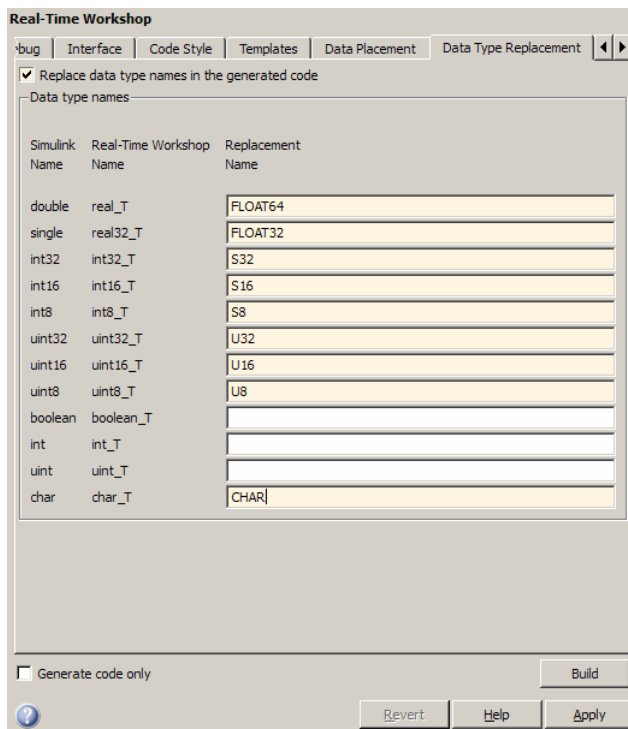 Real-Time Workshop
bug Interface Code Style Templates Data Placement Data Type Replacement
Replace data type names in the generated code
Data type names
Simulink Real-Time Workshop Replacement
Name Name Name
double real_T FLOAT64
single real32_T FLOAT32
int32 int32_T S32
int16 int16_T S16
int8 int8_T S8
uint32 uint32_T U32
uint16 uint16_T U16
uint8 uint8_T U8
boolean boolean_T
int int_T
uint uint_T
char char_T CHAR
Generate code only Build
? Revert Help Apply